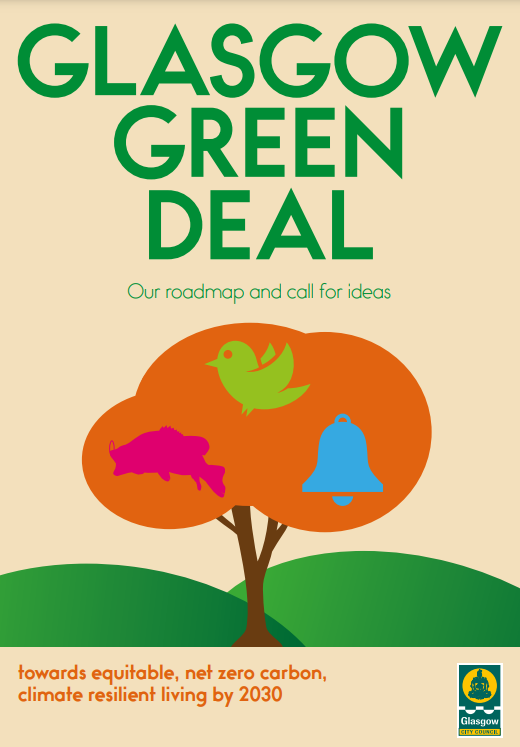 GLASGOW
GREEN
DEAL
Our roadmap and call for ideas
towards equitable, net zero carbon,
climate resilient living by 2030
Glasgow
CITY COUNCIL